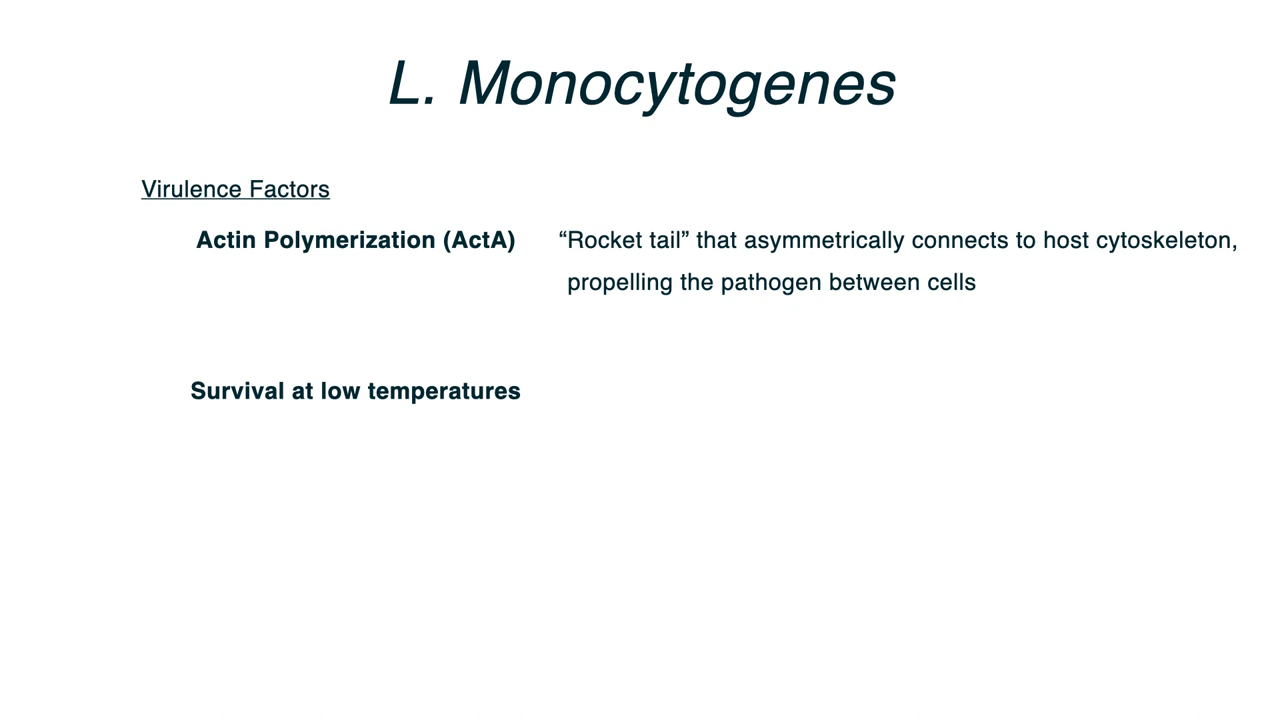 L. Monocytogenes
Virulence Factors
Actin Polymerization (ActA) “Rocket tail” that asymmetrically connects to host cytoskeleton,
propelling the pathogen between cells
Survival at low temperatures